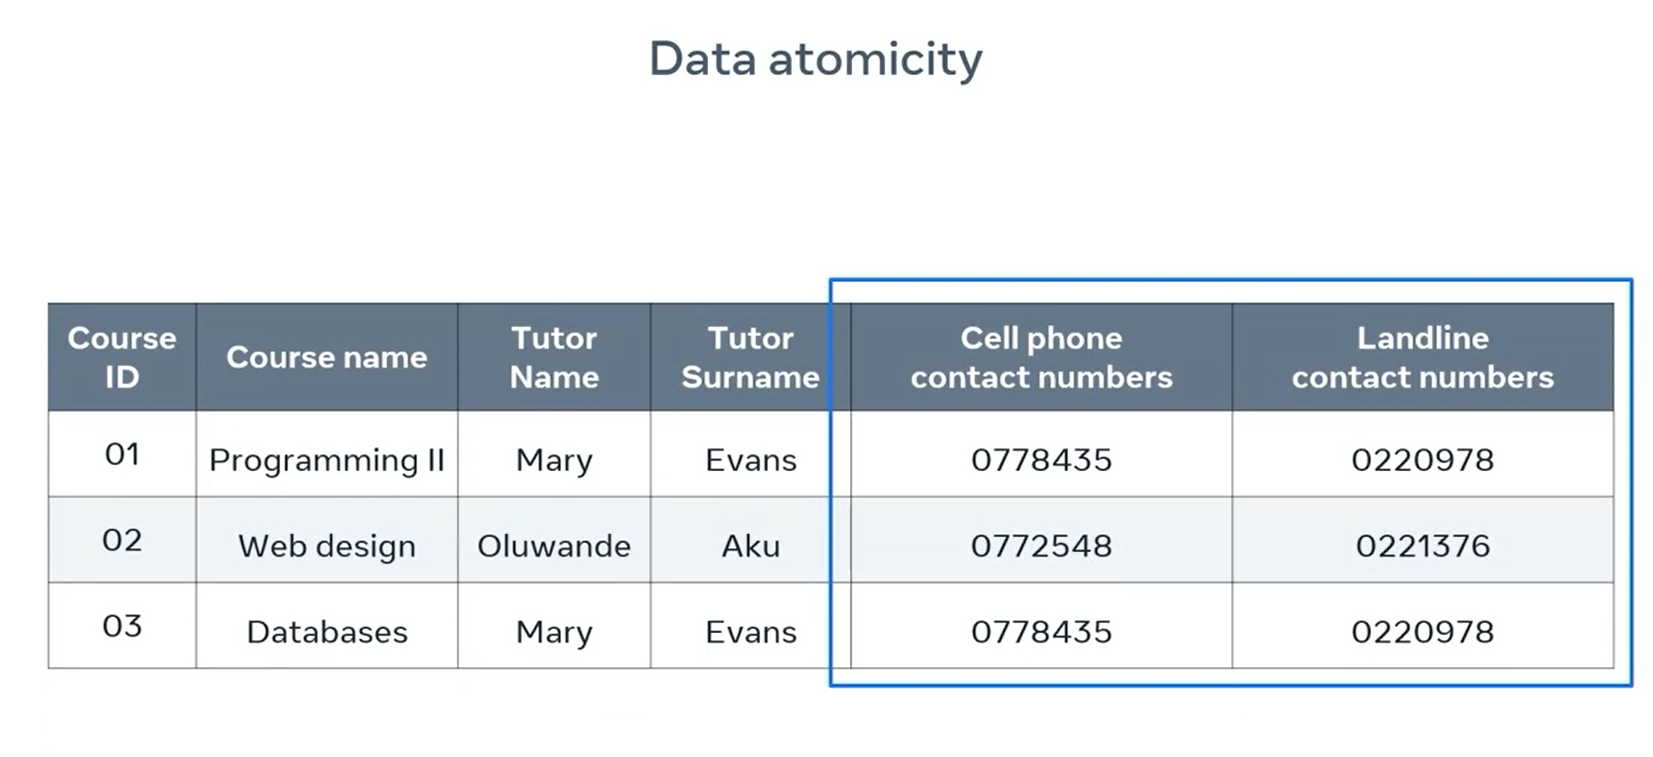 Data atomicity
Course ID Course name Tutor Name Tutor Surname Cell phone contact numbers Landline contact numbers
01 Programming II Mary Evans 0778435 0220978
02 Web design Oluwande Aku 0772548 0221376
03 Databases Mary Evans 0778435 0220978